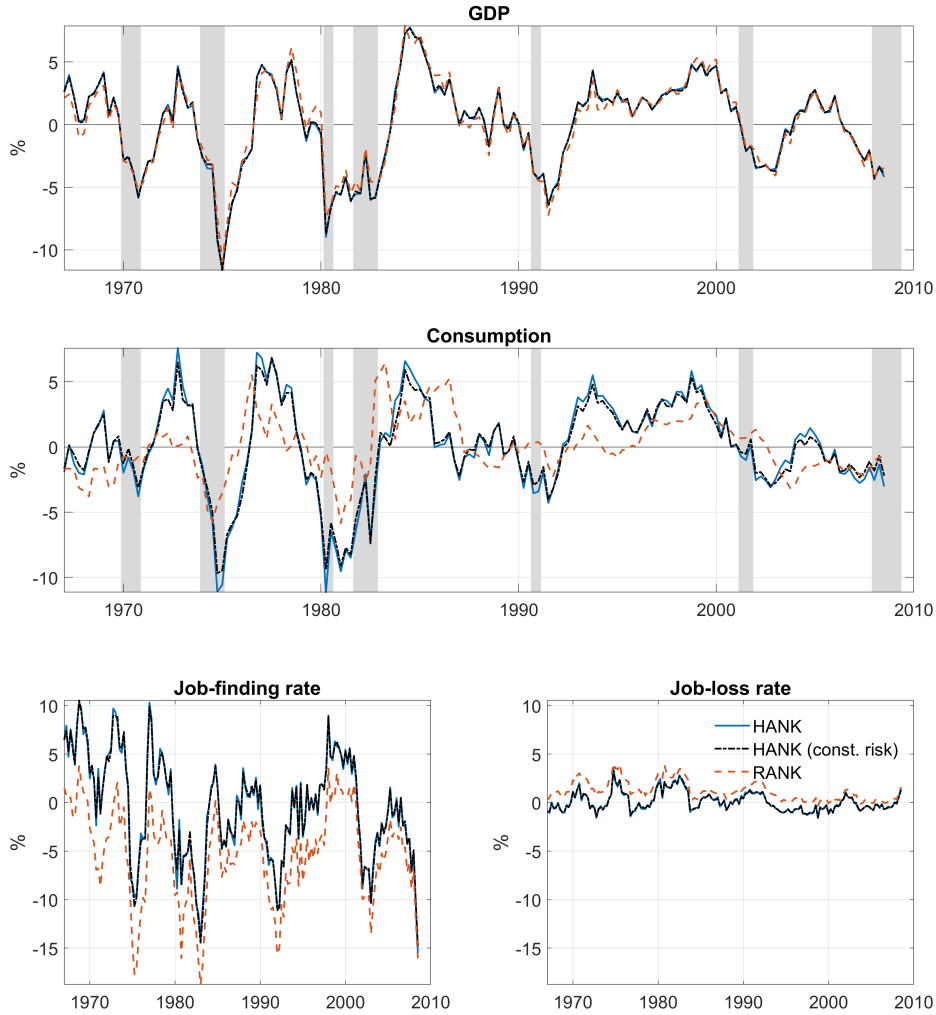 GDP
5
0
-5
-10
%
1970 1980 1990 2000 2010
Consumption
5
0
-5
-10
%
1970 1980 1990 2000 2010
Job-finding rate
10
5
0
-5
-10
-15
%
1970 1980 1990 2000 2010
Job-loss rate
10
5
0
-5
-10
-15
%
HANK
HANK (const. risk)
RANK
1970 1980 1990 2000 2010